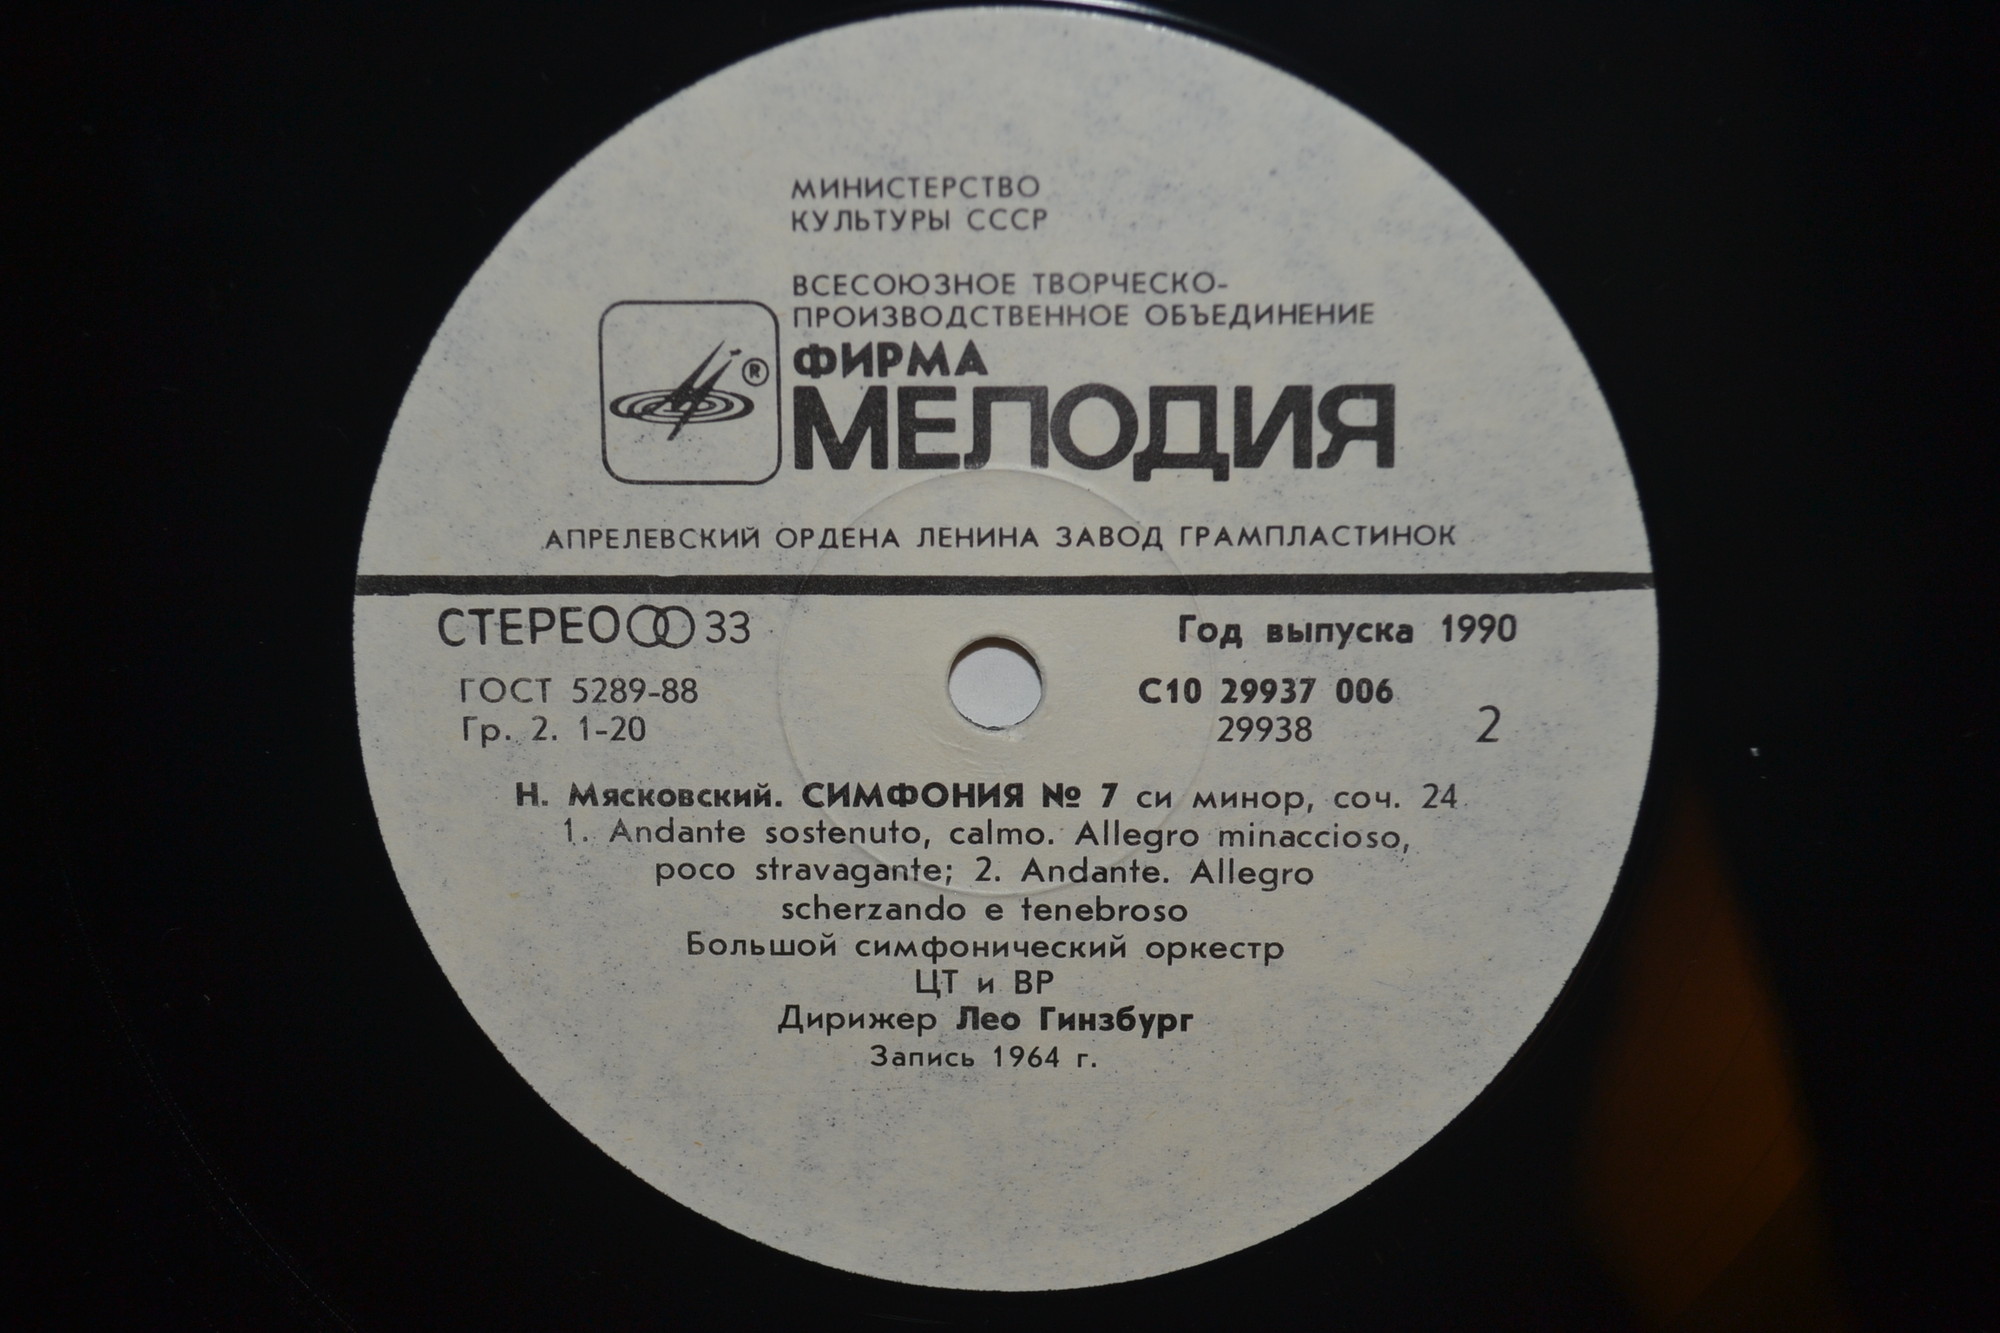 МИНИСТЕРСТВО
КУЛЬТУРЫ СССР
ВСЕСОЮЗНОЕ ТВОРЧЕСКО-
ПРОИЗВОДСТВЕННОЕ ОБЪЕДИНЕНИЕ
ФИРМА
®
МЕЛОДИЯ
АПРЕЛЕВСКИЙ ОРДЕНА ЛЕНИНА ЗАВОД ГРАМПЛАСТИНОК
СТЕРЕО 33
Год выпуска 1990
ГОСТ 5289-88
С10 29937 006
Гр. 2. 1-20
29938
2
Н. Мясковский. СИМФОНИЯ № 7 си минор, соч. 24
1. Andante sostenuto, calmo. Allegro minaccioso,
poco stravagante; 2. Andante. Allegro
scherzando e tenebroso
Большой симфонический оркестр
ЦТ и ВР
Дирижер Лео Гинзбург
Запись 1964 г.